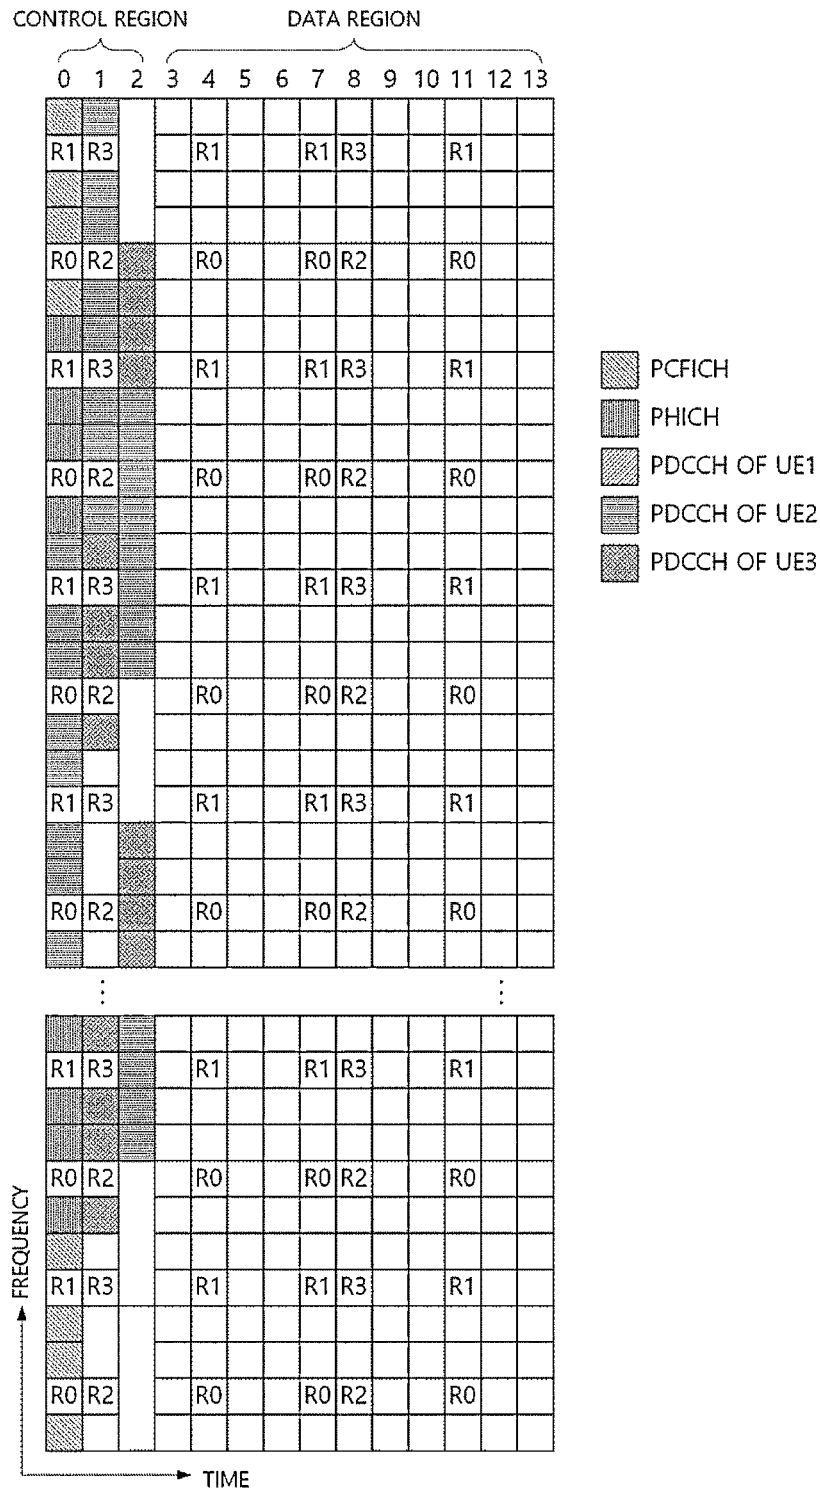 CONTROL REGION DATA REGION
0 1 2 3 4 5 6 7 8 9 10 11 12 13
R1 R3 R1 R1 R3 R1
R0 R2 R0 R0 R2 R0
R1 R3 R1 R1 R3 R1
R0 R2 R0 R0 R2 R0
R1 R3 R1 R1 R3 R1
R0 R2 R0 R0 R2 R0
R1 R3 R1 R1 R3 R1
R0 R2 R0 R0 R2 R0
R1 R3 R1 R1 R3 R1
R0 R2 R0 R0 R2 R0
R1 R3 R1 R1 R3 R1
R0 R2 R0 R0 R2 R0
FREQUENCY
TIME
PCFICH
PHICH
PDCCH OF UE1
PDCCH OF UE2
PDCCH OF UE3